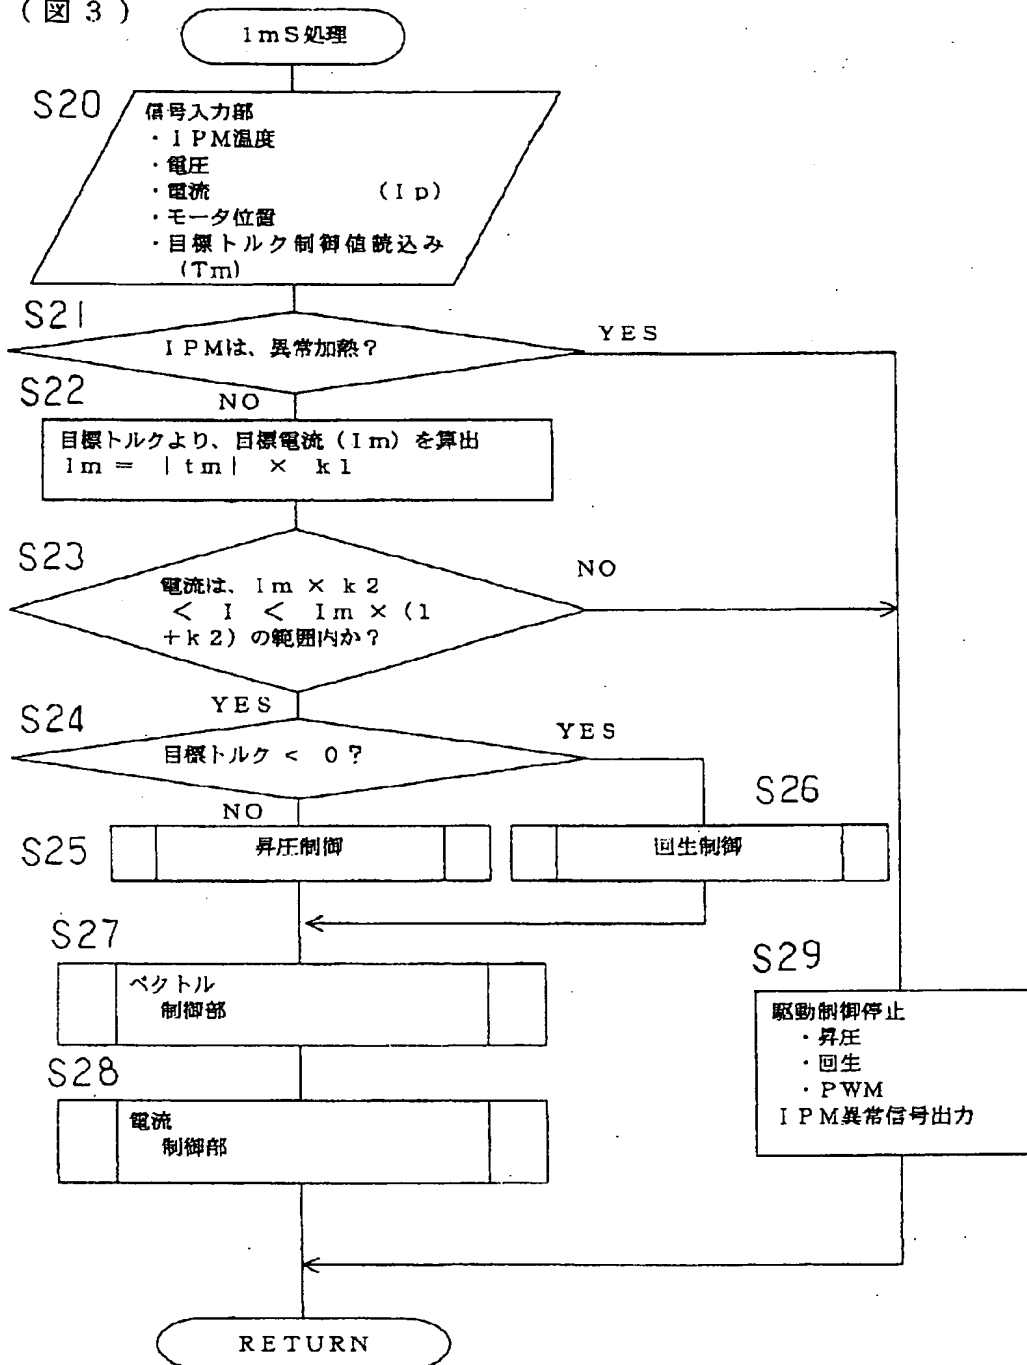 (図3)
1mS処理
S20
信号入力部
・IPM温度
・電圧
・電流 (Ip)
・モータ位置
・目標トルク制御値読込み
(Tm)
S21
IPMは、異常加熱?
YES
S22
NO
目標トルクより、目標電流(Im)を算出
Im = |tm| × k1
S23
電流は、Im×k2
< I < Im×(1
+k2)の範囲内か?
NO
YES
S24
目標トルク < 0?
YES
NO
S26
S25
昇圧制御
回生制御
S27
ベクトル
制御部
S29
駆動制御停止
・昇圧
・回生
・PWM
IPM異常信号出力
S28
電流
制御部
RETURN